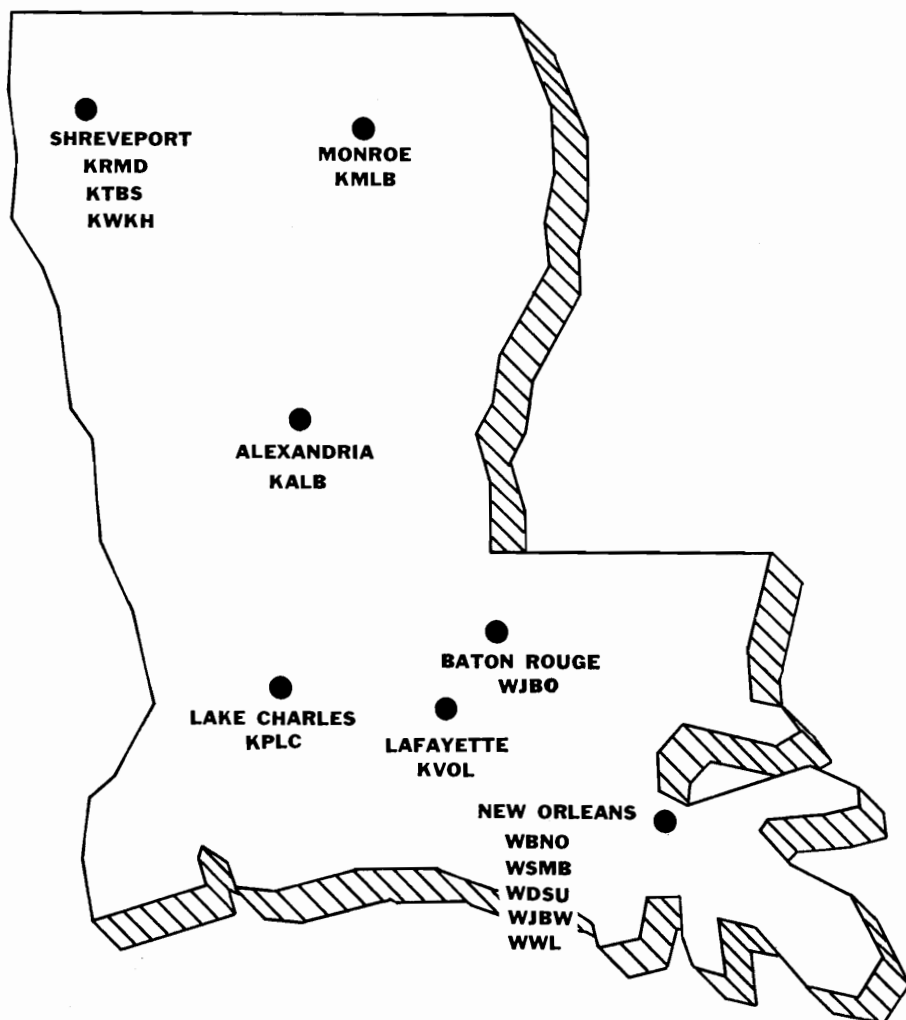 SHREVEPORT
KRMD
KTBS
KWKH
MONROE
KMLB
ALEXANDRIA
KALB
BATON ROUGE
WJBO
LAKE CHARLES
KPLC
LAFAYETTE
KVOL
NEW ORLEANS
WBNO
WSMB
WDSU
WJBW
WWL